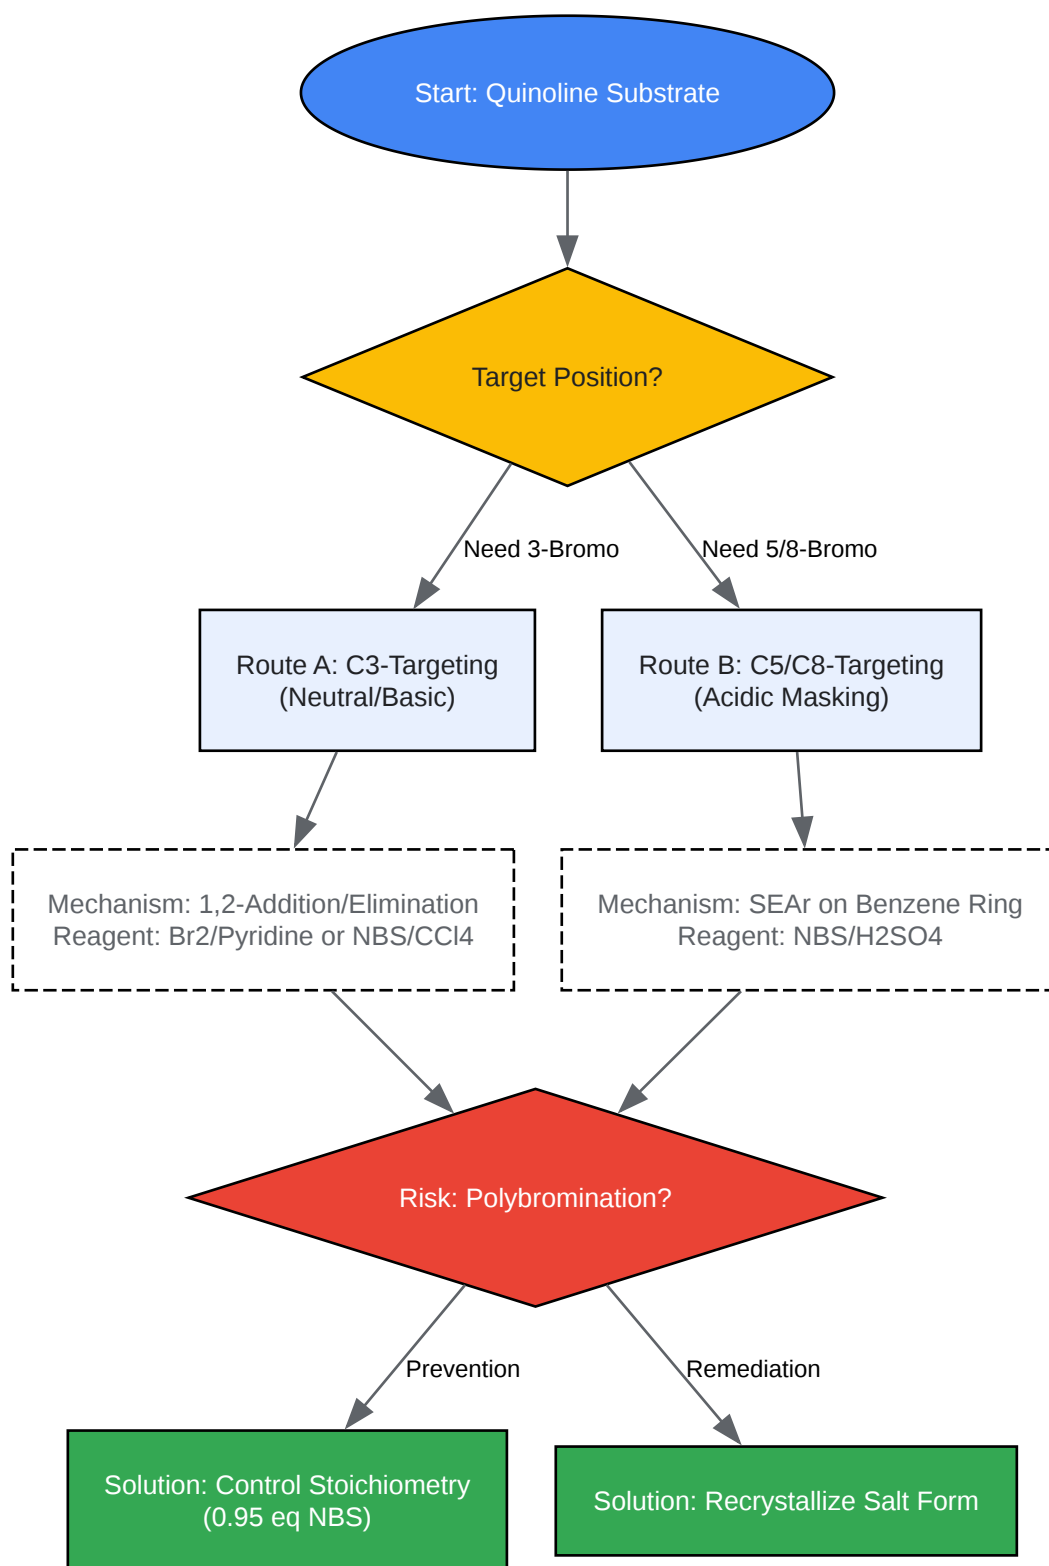 Start: Quinoline Substrate
Target Position?
Need 3-Bromo
Need 5/8-Bromo
Route A: C3-Targeting
(Neutral/Basic)
Route B: C5/C8-Targeting
(Acidic Masking)
Mechanism: 1,2-Addition/Elimination
Reagent: Br2/Pyridine or NBS/CCl4
Mechanism: SEAr on Benzene Ring
Reagent: NBS/H2SO4
Risk: Polybromination?
Prevention
Remediation
Solution: Control Stoichiometry
(0.95 eq NBS)
Solution: Recrystallize Salt Form